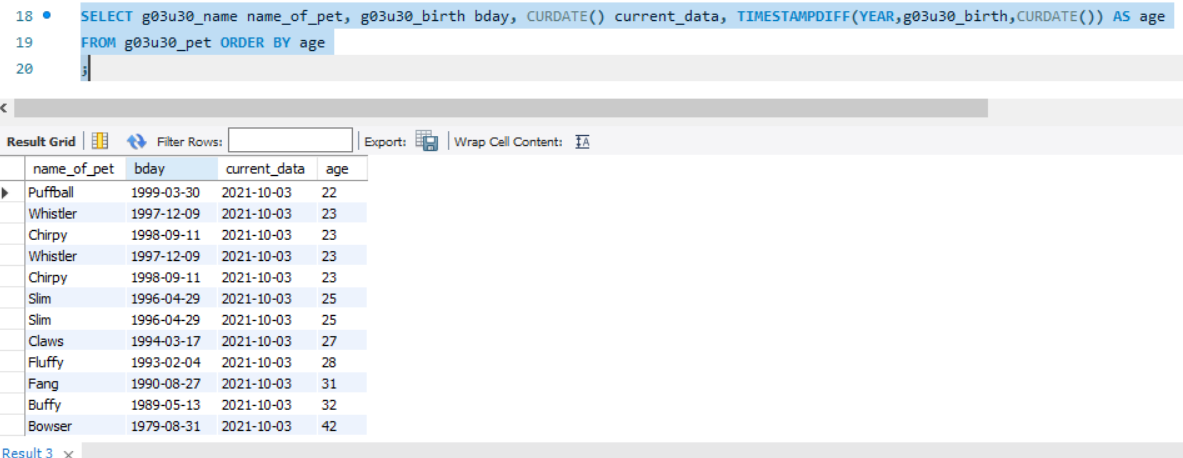 18 SELECT g03u30_name name_of_pet, g03u30_birth bday, CURDATE() current_data, TIMESTAMPDIFF(YEAR,g03u30_birth,CURDATE()) AS age
19 FROM g03u30_pet ORDER BY age
20 ;
Result Grid Filter Rows: Export: Wrap Cell Content:
name_of_pet bday current_data age
Puffball 1999-03-30 2021-10-03 22
Whistler 1997-12-09 2021-10-03 23
Chirpy 1998-09-11 2021-10-03 23
Whistler 1997-12-09 2021-10-03 23
Chirpy 1998-09-11 2021-10-03 23
Slim 1996-04-29 2021-10-03 25
Slim 1996-04-29 2021-10-03 25
Claws 1994-03-17 2021-10-03 27
Fluffy 1993-02-04 2021-10-03 28
Fang 1990-08-27 2021-10-03 31
Buffy 1989-05-13 2021-10-03 32
Bowser 1979-08-31 2021-10-03 42
Result 3 ×